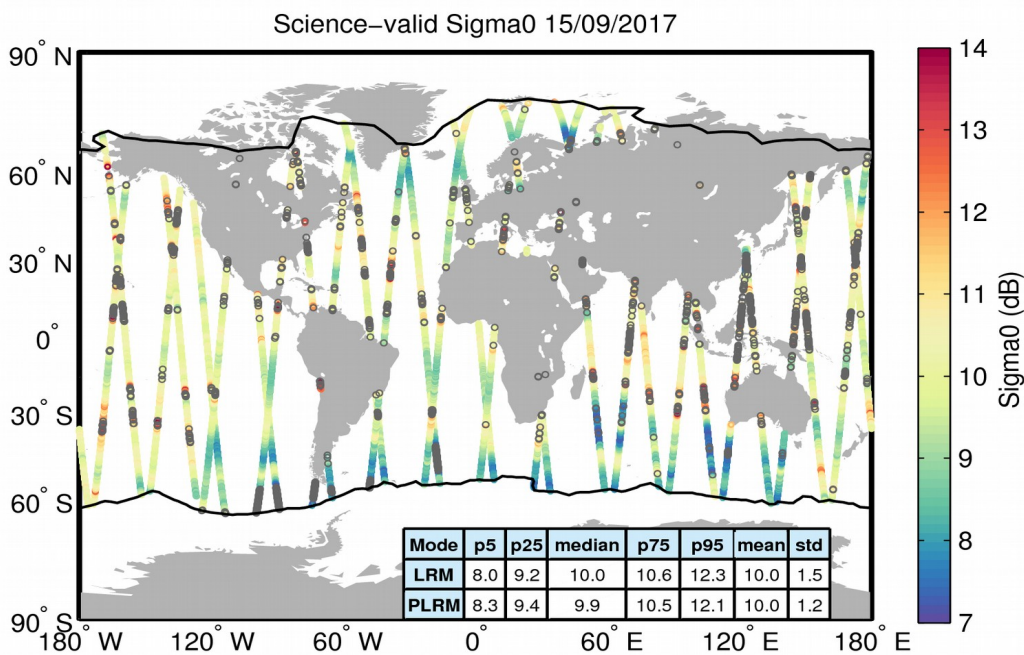 Science−valid Sigma0 15/09/2017
90° N
60° N
30° N
0°
30° S
60° S
90° S
180° W 120° W 60° W 0° 60° E 120° E 180° E
14
13
12
11
10
9
8
7
Sigma0 (dB)
Mode p5 p25 median p75 p95 mean std
LRM 8.0 9.2 10.0 10.6 12.3 10.0 1.5
PLRM 8.3 9.4 9.9 10.5 12.1 10.0 1.2